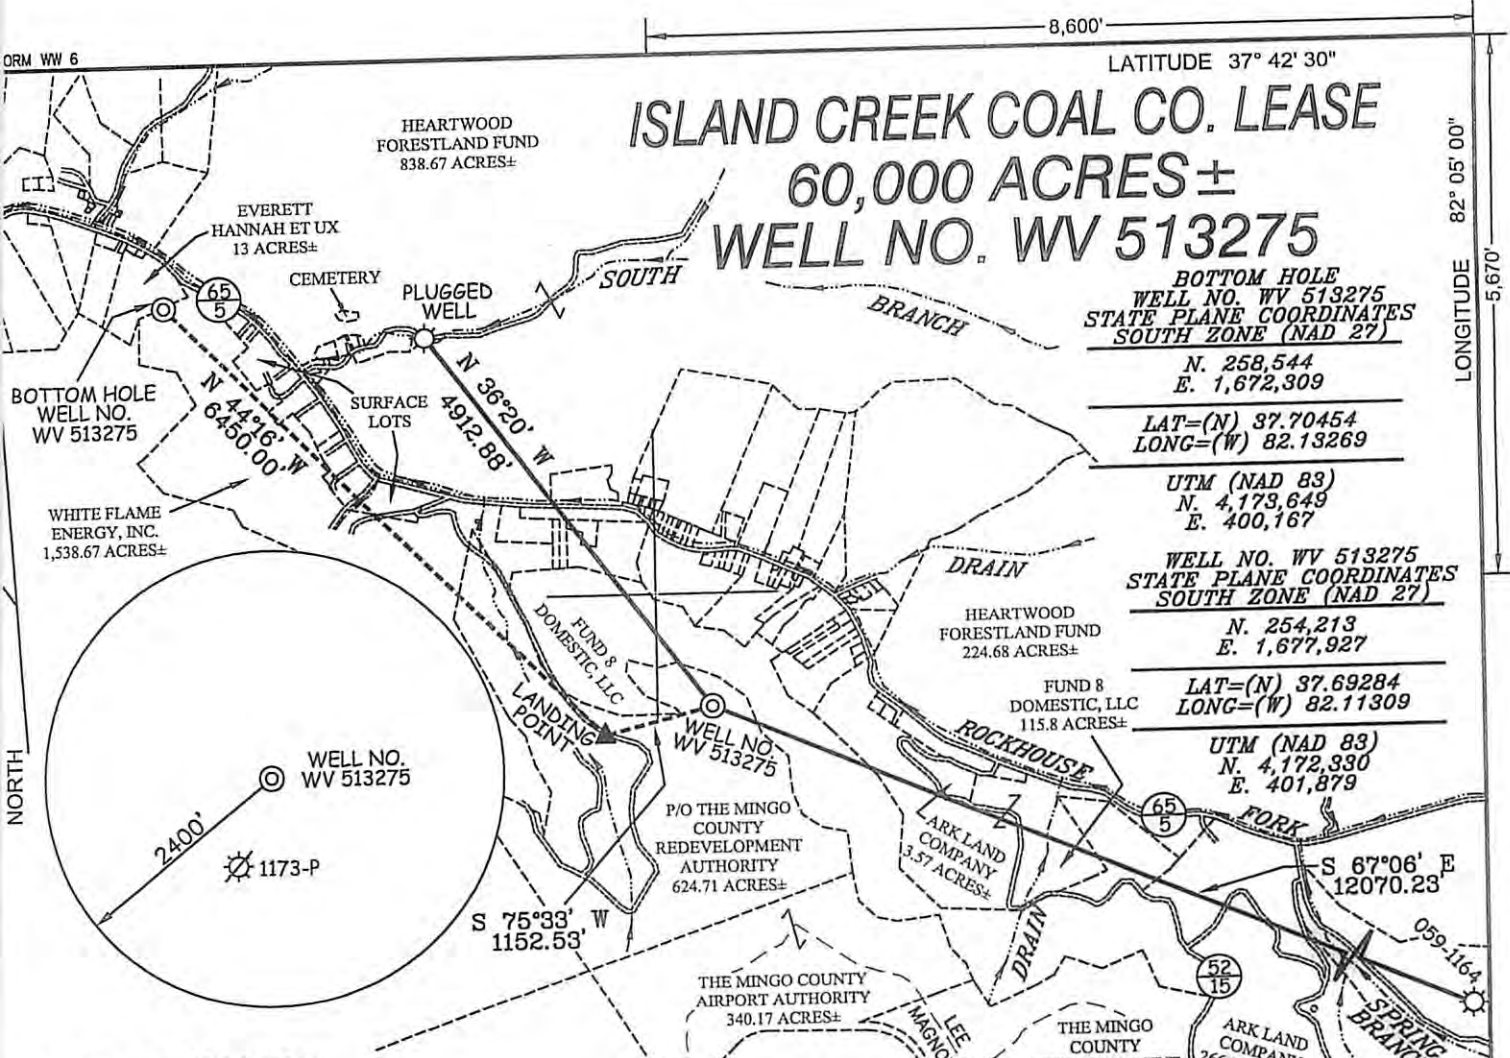 ORM WW 6
8,600'
LATITUDE 37° 42' 30"
ISLAND CREEK COAL CO. LEASE
60,000 ACRES±
WELL NO. WV 513275
LONGITUDE 82° 05' 00"
5,670'
HEARTWOOD
FORESTLAND FUND
838.67 ACRES±
EVERETT
HANNAH ET UX
13 ACRES±
CEMETERY
65
5
PLUGGED
WELL
SOUTH
BRANCH
BOTTOM HOLE
WELL NO. WV 513275
STATE PLANE COORDINATES
SOUTH ZONE (NAD 27)
N. 258,544
E. 1,672,309
LAT=(N) 37.70454
LONG=(W) 82.13269
UTM (NAD 83)
N. 4,173,649
E. 400,167
WELL NO. WV 513275
STATE PLANE COORDINATES
SOUTH ZONE (NAD 27)
N. 254,213
E. 1,677,927
LAT=(N) 37.69284
LONG=(W) 82.11309
UTM (NAD 83)
N. 4,172,330
E. 401,879
BOTTOM HOLE
WELL NO.
WV 513275
N 44°16' W
6450.00'
SURFACE
LOTS
N 36°20' W
4912.88'
WHITE FLAME
ENERGY, INC.
1,538.67 ACRES±
DRAIN
HEARTWOOD
FORESTLAND FUND
224.68 ACRES±
FUND 8
DOMESTIC, LLC
FUND 8
DOMESTIC, LLC
115.8 ACRES±
LANDING
POINT
WELL NO.
WV 513275
ROCKHOUSE
FORK
65
5
NORTH
WELL NO.
WV 513275
2400'
1173-P
P/O THE MINGO
COUNTY
REDEVELOPMENT
AUTHORITY
624.71 ACRES±
ARK LAND
COMPANY
3.57 ACRES±
S 67°06' E
12070.23'
S 75°33' W
1152.53'
DRAIN
059-1164
52
15
THE MINGO COUNTY
AIRPORT AUTHORITY
340.17 ACRES±
LEE
THE MINGO
COUNTY
ARK LAND
SPRING